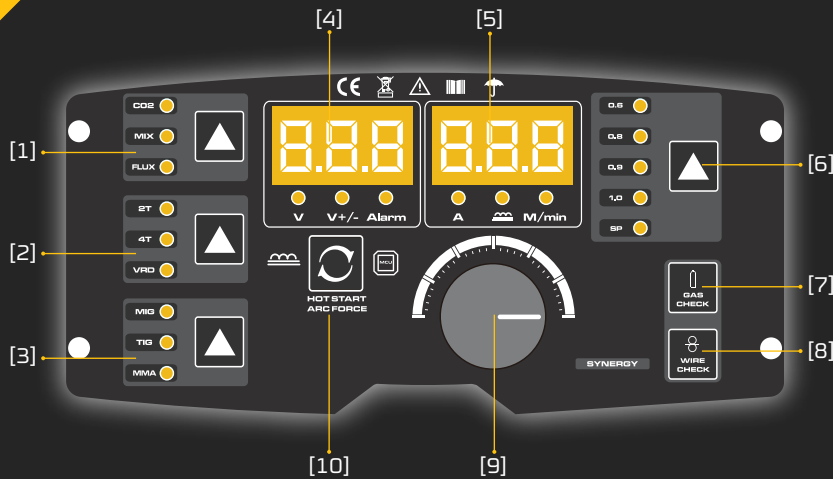 [4]
[5]
CE
[1]
CO2
MIX
FLUX
8.8.8
8.8.8
V
V+/-
Alarm
A
M/min
0.6
0.8
0.9
1.0
SP
[6]
[2]
2T
4T
VRD
MCU
HOT START
ARC FORCE
GAS
CHECK
[7]
[3]
MIG
TIG
MMA
SYNERGY
WIRE
CHECK
[8]
[10]
[9]